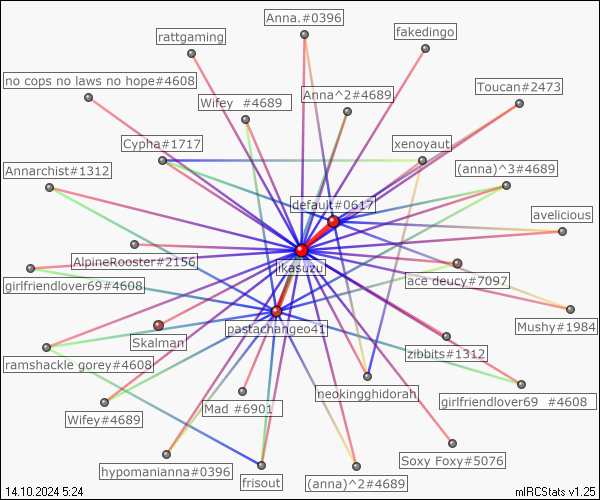 Anna.#0396
rattgaming
fakedingo
no cops no laws no hope#4608
Wifey #4689
Anna^2#4689
Toucan#2473
Cypha#1717
xenoyaut
Annarchist#1312
(anna)^3#4689
default#0617
avelicious
AlpineRooster#2156
ikasuzu
girlfriendlover69#4608
ace deucy#7097
pastachangeo41
Mushy#1984
Skalman
zibbits#1312
ramshackle gorey#4608
neokingghidorah
girlfriendlover69 #4608
Mad #6901
Wifey#4689
Soxy Foxy#5076
hypomanianna#0396
frisout
(anna)^2#4689
14.10.2024 5:24
mIRCStats v1.25